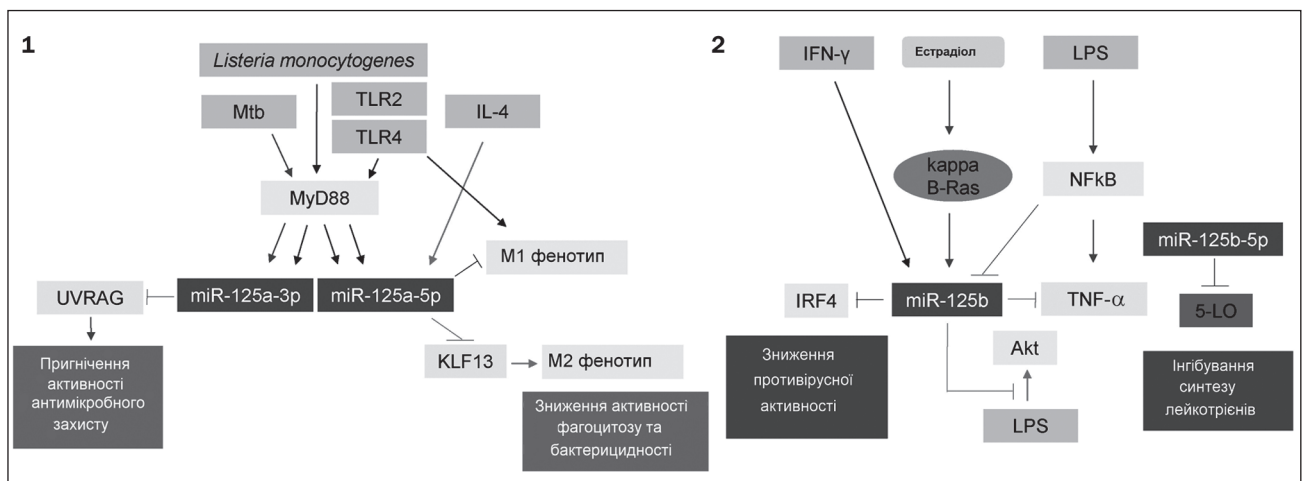 1
Listeria monocytogenes
Mtb
TLR2
TLR4
IL-4
MyD88
M1 фенотип
UVRAG
miR-125a-3p
miR-125a-5p
KLF13
M2 фенотип
Пригнічення
активності
антимікробного
захисту
Зниження активності
фагоцитозу та
бактерицидності
2
IFN-γ
Естрадіол
LPS
kappa
B-Ras
NFkB
miR-125b-5p
IRF4
miR-125b
TNF-α
5-LO
Akt
LPS
Зниження
противірусної
активності
Інгібування
синтезу
лейкотрієнів